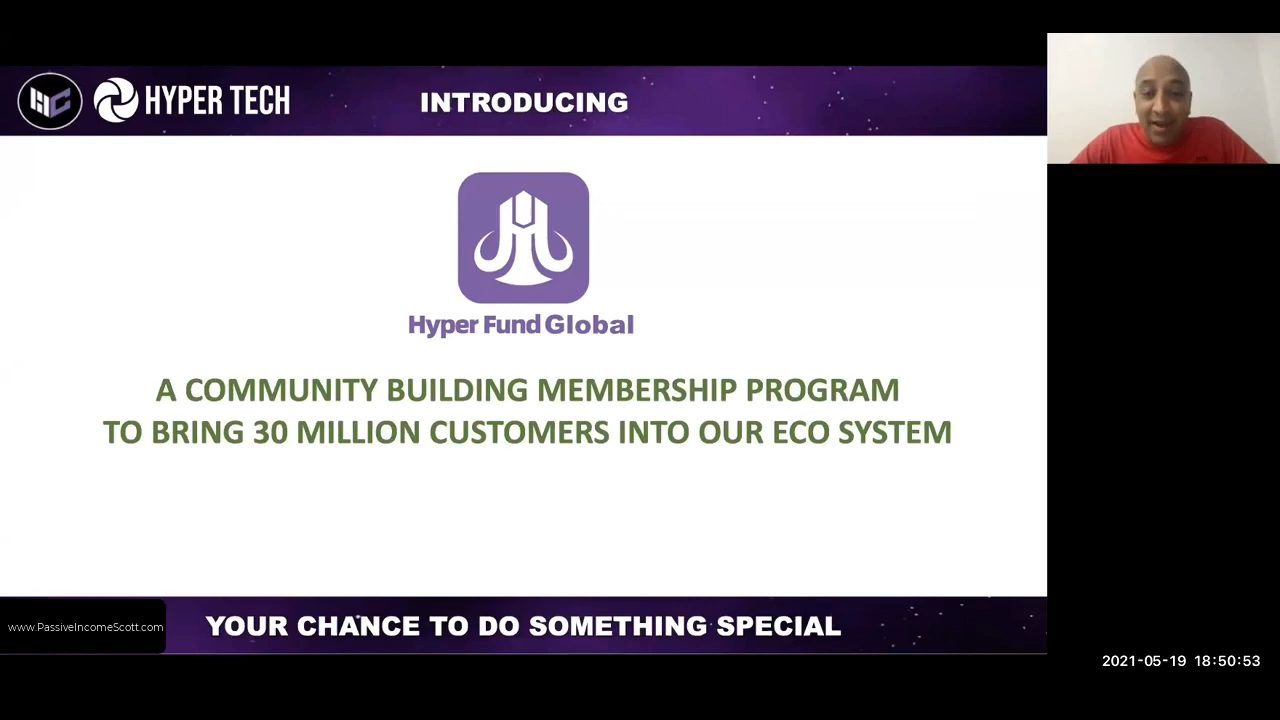 HYPER TECH
INTRODUCING
Hyper Fund Global
A COMMUNITY BUILDING MEMBERSHIP PROGRAM
TO BRING 30 MILLION CUSTOMERS INTO OUR ECO SYSTEM
www.PassiveIncomeScott.com
YOUR CHANCE TO DO SOMETHING SPECIAL
2021-05-19 18:50:53